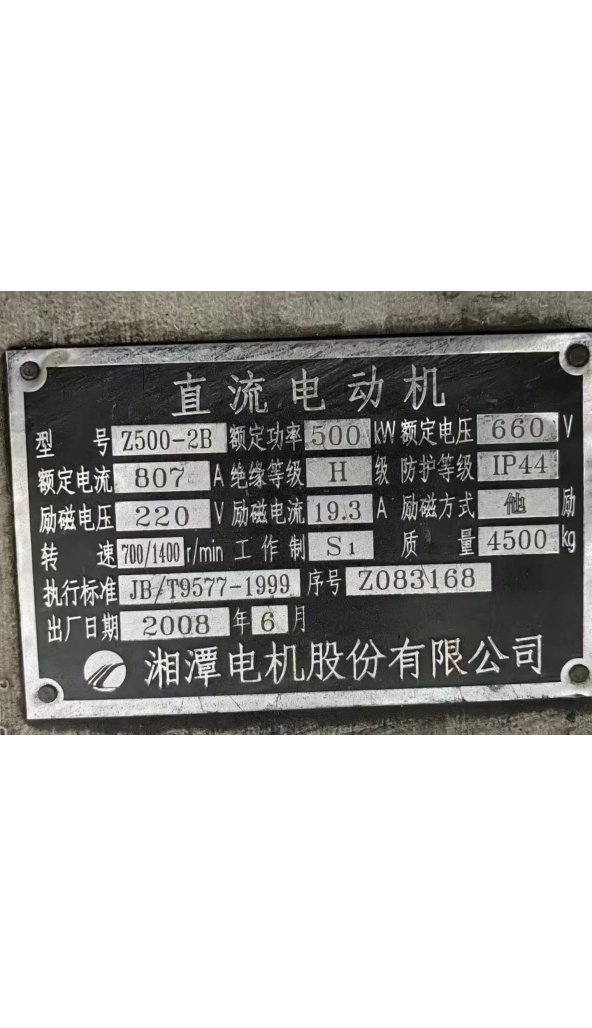 直流电动机
型 号 Z500-2B 额定功率 500 kW 额定电压 660 V
额定电流 807 A 绝缘等级 H 级 防护等级 IP44
励磁电压 220 V 励磁电流 19.3 A 励磁方式 他 励
转 速 700/1400 r/min 工作制 S1 质 量 4500 kg
执行标准 JB/T9577-1999 序号 Z083168
出厂日期 2008 年 6 月
湘潭电机股份有限公司